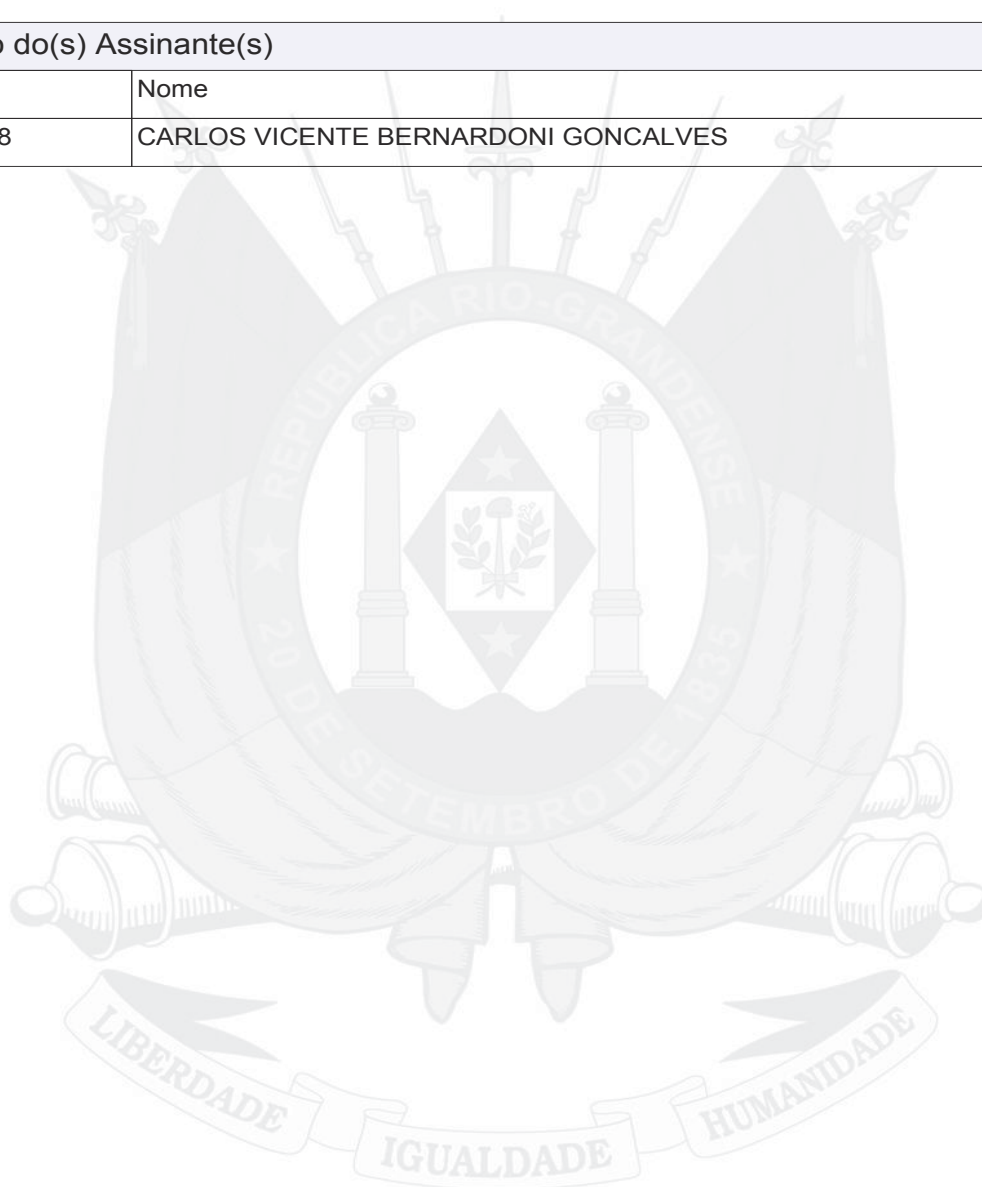 do(s) Assinante(s)
Nome
8 CARLOS VICENTE BERNARDONI GONCALVES
REPÚBLICA RIO-GRANDENSE
20 DE SETEMBRO DE 1835
LIBERDADE
IGUALDADE
HUMANIDADE